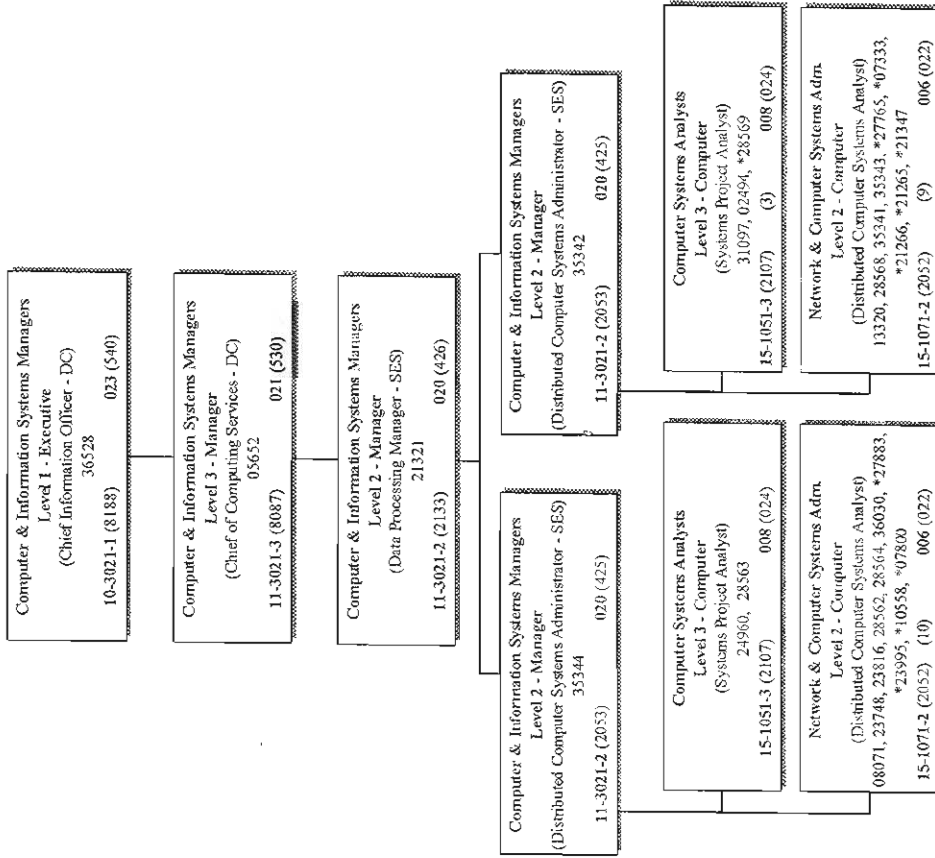 Computer & Information Systems Managers
Level 1 - Executive
(Chief Information Officer - DC)
36528
10-3021-1 (8188) 023 (540)
Computer & Information Systems Managers
Level 3 - Manager
(Chief of Computing Services - DC)
05652
11-3021-3 (8087) 021 (530)
Computer & Information Systems Managers
Level 2 - Manager
(Data Processing Manager - SES)
21321
11-3021-2 (2133) 020 (426)
Computer & Information Systems Managers
Level 2 - Manager
(Distributed Computer Systems Administrator - SES)
35344
11-3021-2 (2053) 020 (425)
Computer Systems Analysts
Level 3 - Computer
(Systems Project Analyst)
24960, 28563
15-1051-3 (2107) 008 (024)
Network & Computer Systems Adm.
Level 2 - Computer
(Distributed Computer Systems Analyst)
08071, 23748, 23816, 28562, 28564, 36030, *27883,
*23995, *10558, *07800
15-1071-2 (2052) (10) 006 (022)
Computer & Information Systems Managers
Level 2 - Manager
(Distributed Computer Systems Administrator - SES)
35342
11-3021-2 (2053) 020 (425)
Computer Systems Analysts
Level 3 - Computer
(Systems Project Analyst)
31097, 02494, *28569
15-1051-3 (2107) (3) 008 (024)
Network & Computer Systems Adm.
Level 2 - Computer
(Distributed Computer Systems Analyst)
13320, 28568, 35341, 35343, *27765, *07333,
*21266, *21265, *21347
15-1071-2 (2052) (9) 006 (022)